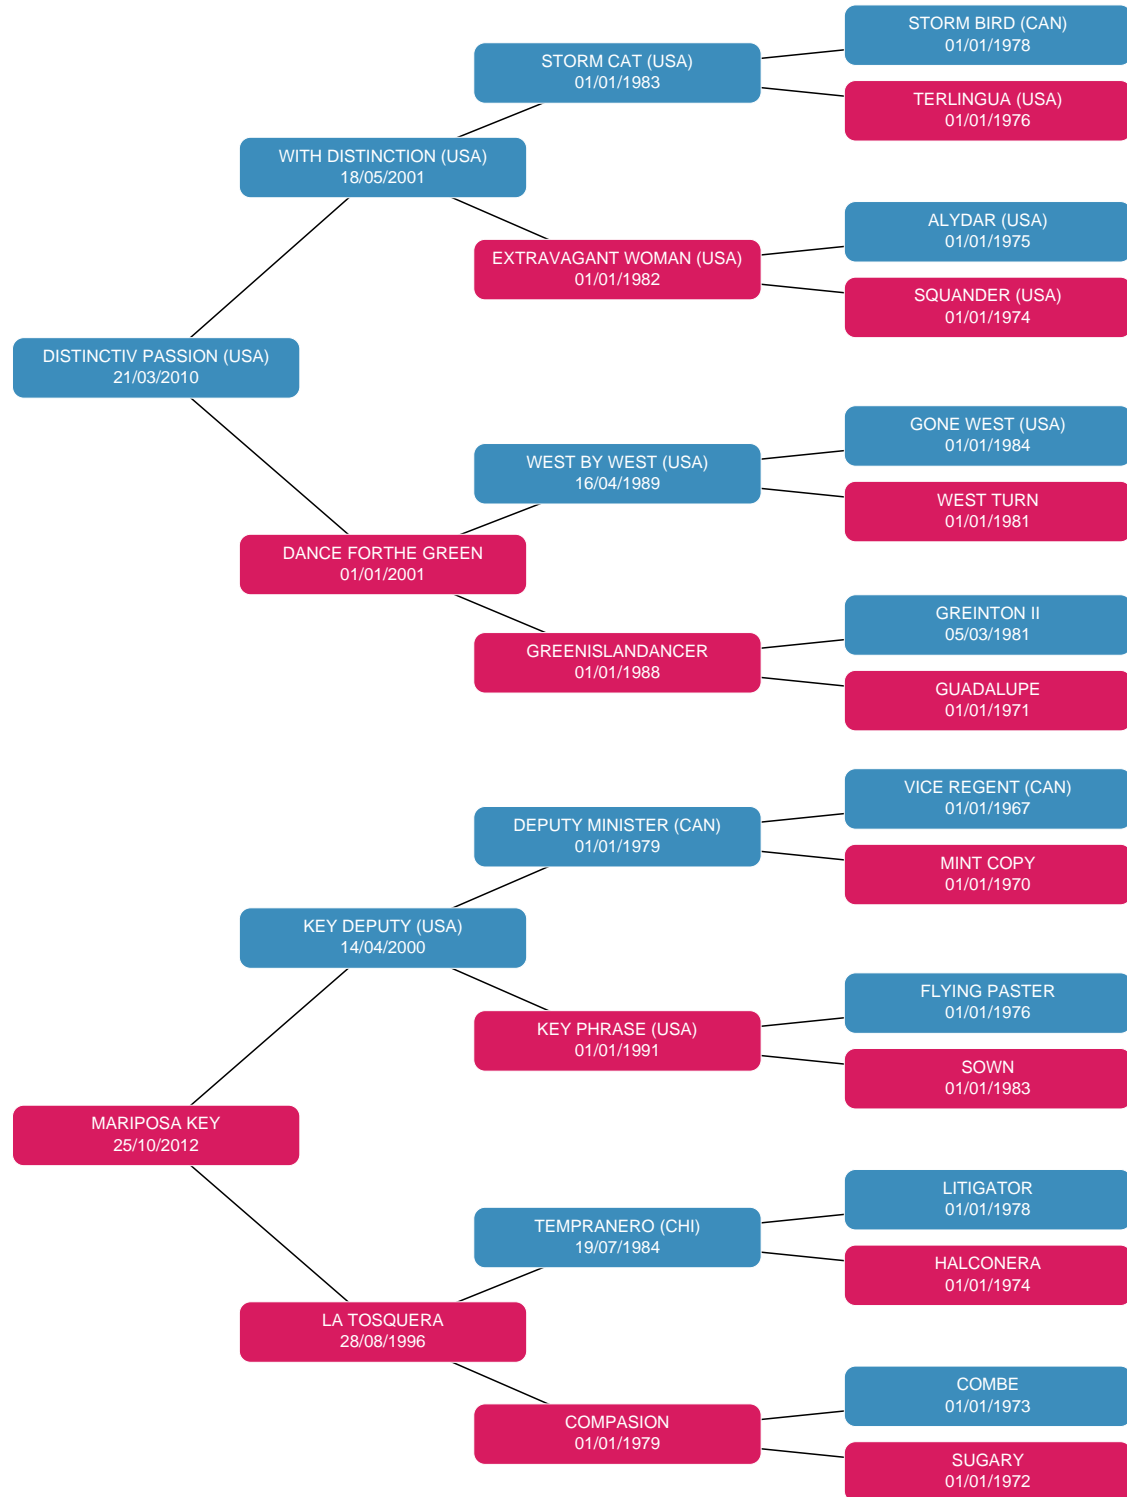 STORM BIRD (CAN)
01/01/1978
STORM CAT (USA)
01/01/1983
TERLINGUA (USA)
01/01/1976
WITH DISTINCTION (USA)
18/05/2001
ALYDAR (USA)
01/01/1975
EXTRAVAGANT WOMAN (USA)
01/01/1982
SQUANDER (USA)
01/01/1974
DISTINCTIV PASSION (USA)
21/03/2010
GONE WEST (USA)
01/01/1984
WEST BY WEST (USA)
16/04/1989
WEST TURN
01/01/1981
DANCE FORTHE GREEN
01/01/2001
GREINTON II
05/03/1981
GREENISLANDANCER
01/01/1988
GUADALUPE
01/01/1971
VICE REGENT (CAN)
01/01/1967
DEPUTY MINISTER (CAN)
01/01/1979
MINT COPY
01/01/1970
KEY DEPUTY (USA)
14/04/2000
FLYING PASTER
01/01/1976
KEY PHRASE (USA)
01/01/1991
SOWN
01/01/1983
MARIPOSA KEY
25/10/2012
LITIGATOR
01/01/1978
TEMPRANERO (CHI)
19/07/1984
HALCONERA
01/01/1974
LA TOSQUERA
28/08/1996
COMBE
01/01/1973
COMPASION
01/01/1979
SUGARY
01/01/1972